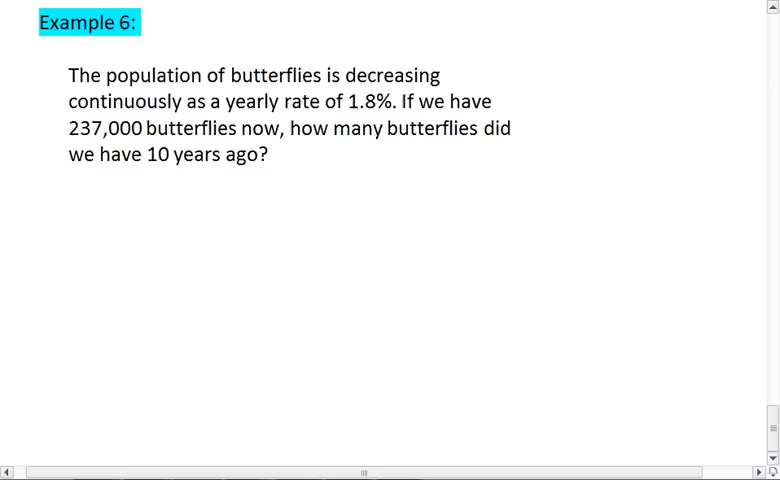 Example 6:
The population of butterflies is decreasing
continuously as a yearly rate of 1.8%. If we have
237,000 butterflies now, how many butterflies did
we have 10 years ago?